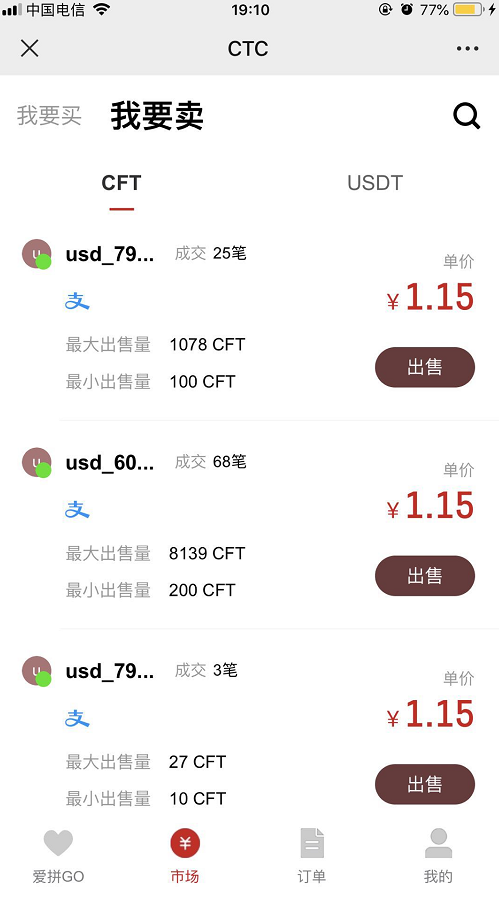 中国电信 19:10 77%
CTC
我要买 我要卖
CFT USDT
U usd_79... 成交 25笔
单价
支 ¥1.15
最大出售量 1078 CFT
出售
最小出售量 100 CFT
U usd_60... 成交 68笔
单价
支 ¥1.15
最大出售量 8139 CFT
出售
最小出售量 200 CFT
U usd_79... 成交 3笔
单价
支 ¥1.15
最大出售量 27 CFT
出售
最小出售量 10 CFT
¥
爱拼GO 市场 订单 我的